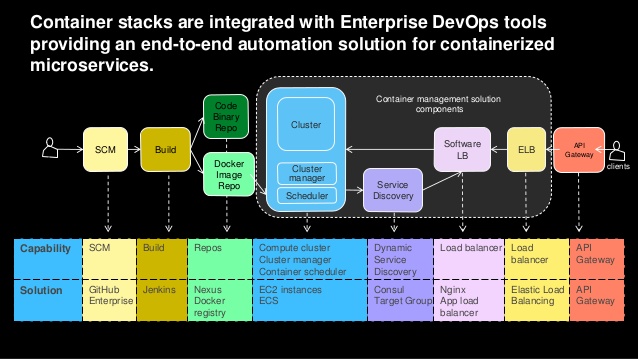 Container stacks are integrated with Enterprise DevOps tools
providing an end-to-end automation solution for containerized
microservices.
Code
Binary
Repo
Container management solution
components
Cluster
SCM
Build
Docker
Image
Repo
Cluster
manager
Scheduler
Service
Discovery
Software
LB
ELB
API
Gateway
clients
Capability
SCM
Build
Repos
Compute cluster
Cluster manager
Container scheduler
Dynamic
Service
Discovery
Load balancer
Load
balancer
API
Gateway
Solution
GitHub
Enterprise
Jenkins
Nexus
Docker
registry
EC2 instances
ECS
Consul
Target Group
Nginx
App load
balancer
Elastic Load
Balancing
API
Gateway